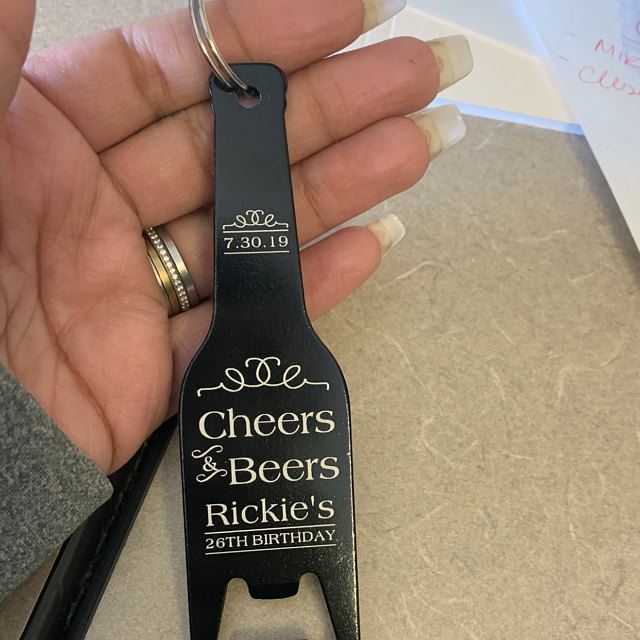 7.30.19
Cheers
& Beers
Rickie's
26TH BIRTHDAY